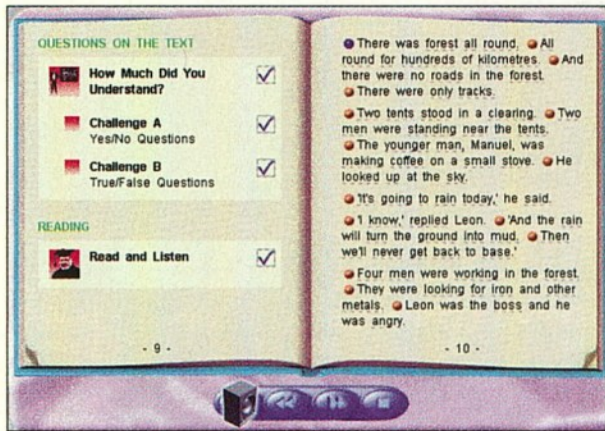 QUESTIONS ON THE TEXT
How Much Did You
Understand?
Challenge A
Yes/No Questions
Challenge B
True/False Questions
READING
Read and Listen
- 9 -
There was forest all round. All
round for hundreds of kilometres. And
there were no roads in the forest.
There were only tracks.
Two tents stood in a clearing. Two
men were standing near the tents.
The younger man, Manuel, was
making coffee on a small stove. He
looked up at the sky.
'It's going to rain today,' he said.
'I know,' replied Leon. 'And the rain
will turn the ground into mud. Then
we'll never get back to base.'
Four men were working in the forest.
They were looking for iron and other
metals. Leon was the boss and he
was angry.
- 10 -